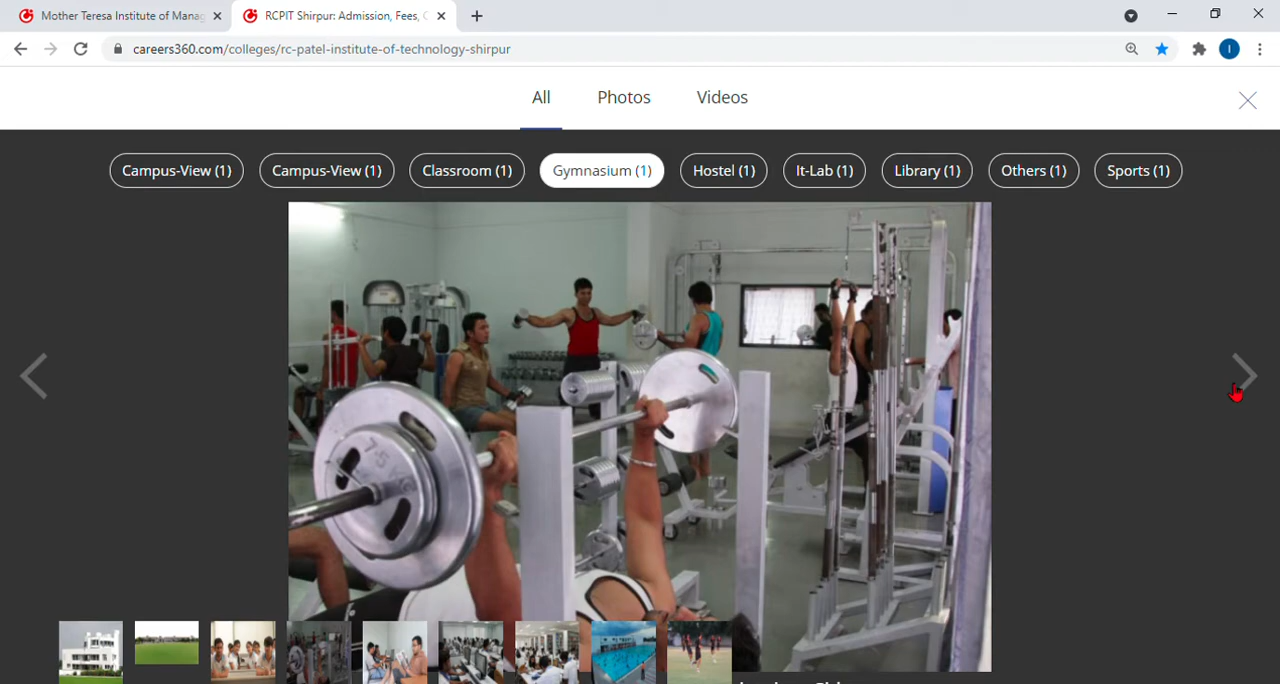 Mother Teresa Institute of Manag
RCPIT Shirpur: Admission, Fees, C
careers360.com/colleges/rc-patel-institute-of-technology-shirpur
I
All
Photos
Videos
Campus-View (1)
Campus-View (1)
Classroom (1)
Gymnasium (1)
Hostel (1)
It-Lab (1)
Library (1)
Others (1)
Sports (1)
7.5 K